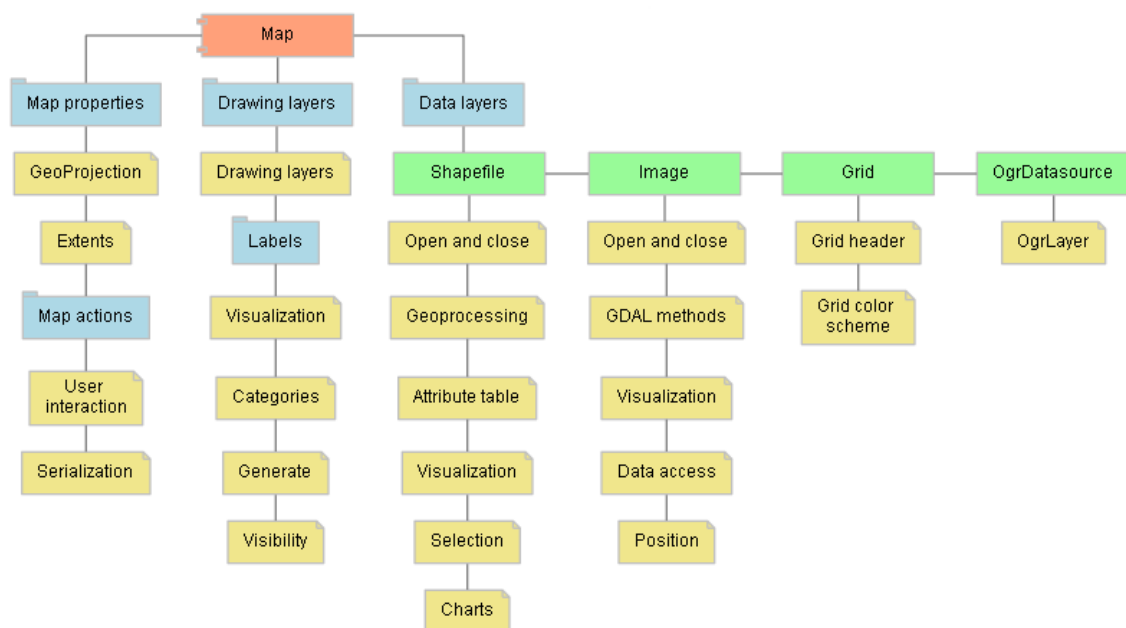 Map
Map properties
Drawing layers
Data layers
GeoProjection
Drawing layers
Shapefile
Image
Grid
OgrDatasource
Extents
Labels
Open and close
Open and close
Grid header
OgrLayer
Map actions
Visualization
Geoprocessing
GDAL methods
Grid color
scheme
User
interaction
Categories
Attribute table
Visualization
Serialization
Generate
Visualization
Data access
Visibility
Selection
Position
Charts